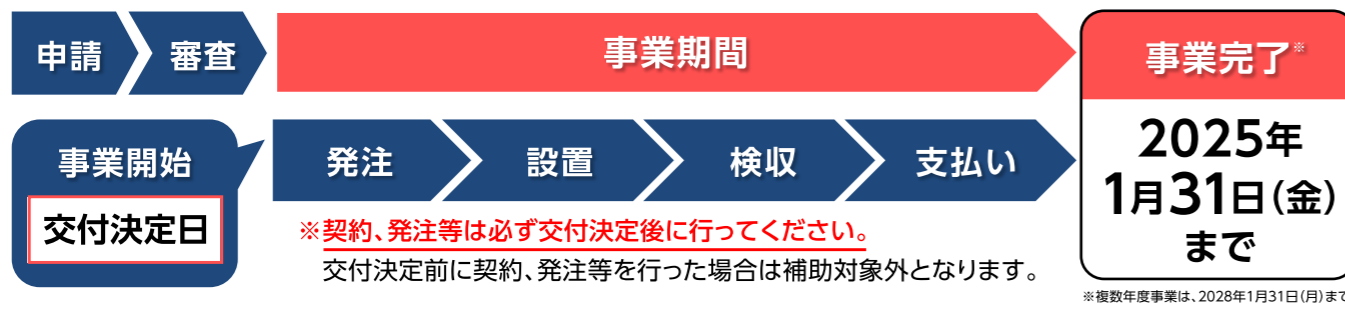 申請
審査
事業期間
事業完了※
事業開始
交付決定日
発注
設置
検収
支払い
2025年
1月31日(金)
まで
※契約、発注等は必ず交付決定後に行ってください。
交付決定前に契約、発注等を行った場合は補助対象外となります。
※複数年度事業は、2028年1月31日(月)まで